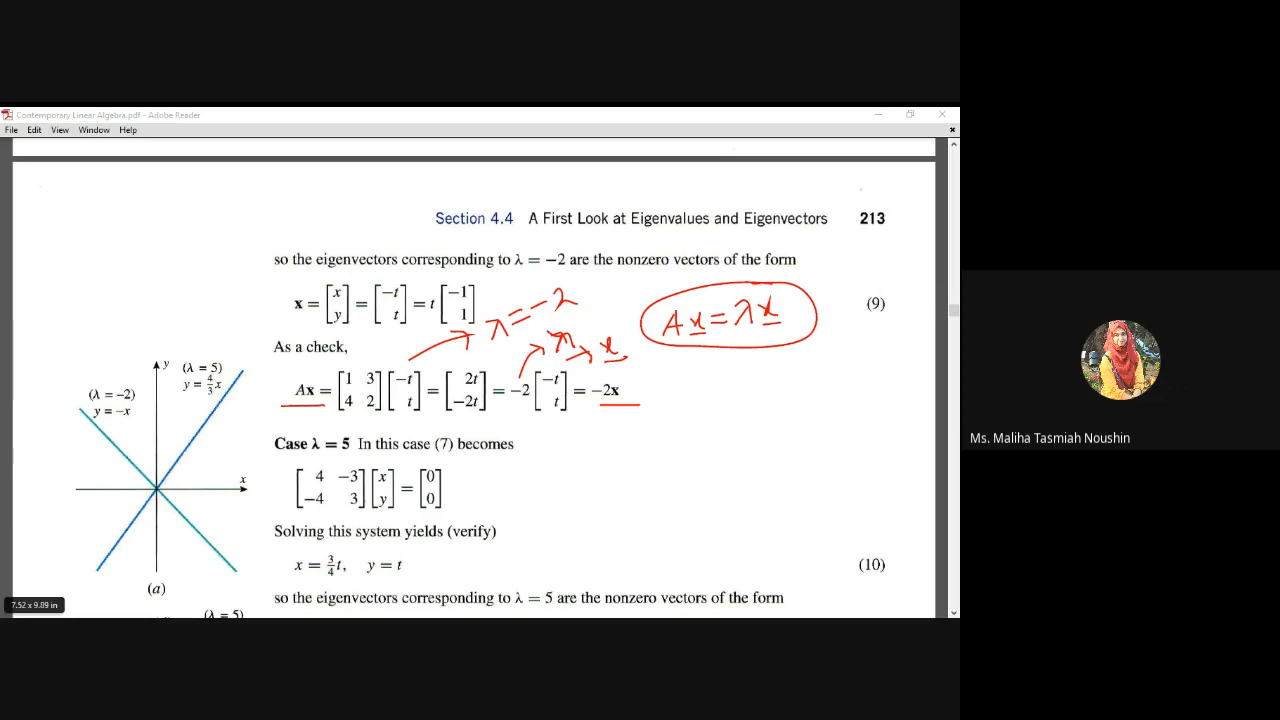 Contemporary Linear Algebra.pdf - Adobe Reader
File Edit View Window Help
Section 4.4 A First Look at Eigenvalues and Eigenvectors 213
so the eigenvectors corresponding to λ = −2 are the nonzero vectors of the form
x = [x y] = [−t t] = t [−1 1] (9)
λ = −2
Ax = λx
As a check,
λ → x
Ax = [1 3 4 2] [−t t] = [2t −2t] = −2 [−t t] = −2x
Case λ = 5 In this case (7) becomes
[4 −3 −4 3] [x y] = [0 0]
Solving this system yields (verify)
x = 3/4 t, y = t (10)
so the eigenvectors corresponding to λ = 5 are the nonzero vectors of the form
y
(λ = 5)
y = 4/3 x
(λ = −2)
y = −x
x
(a)
(λ = 5)
7.52 x 9.89 in
Ms. Maliha Tasmiah Noushin